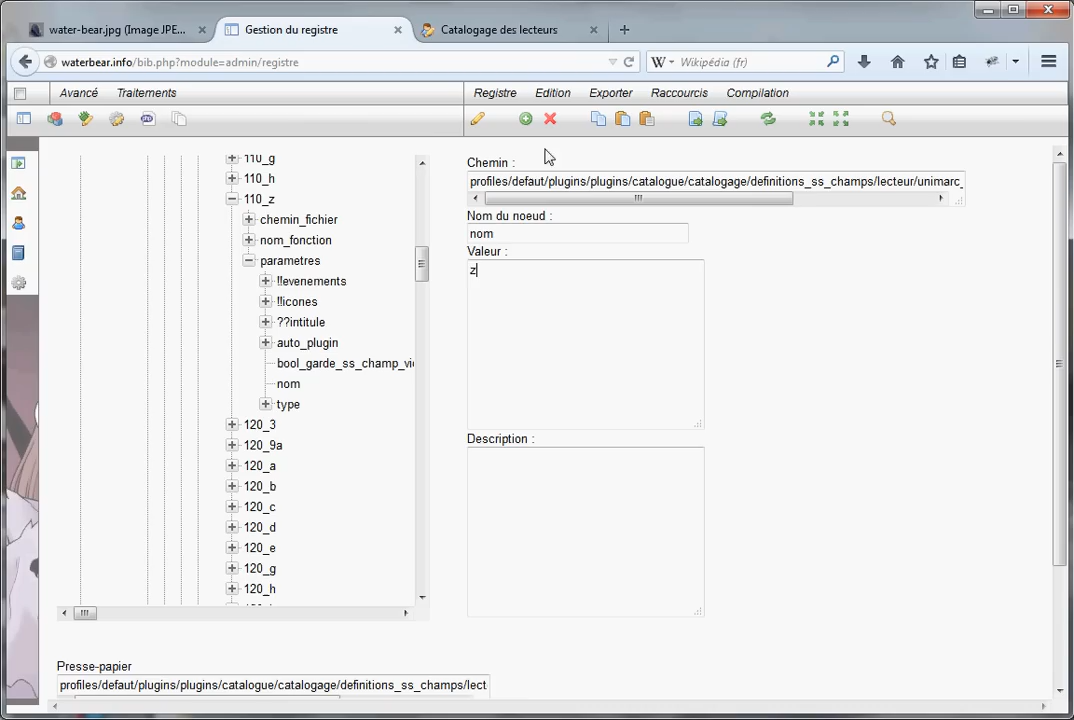 water-bear.jpg (Image JPE...
Gestion du registre
Catalogage des lecteurs
waterbear.info/bib.php?module=admin/registre
Wikipédia (fr)
Avancé
Traitements
Registre
Edition
Exporter
Raccourcis
Compilation
110_g
110_h
110_z
chemin_fichier
nom_fonction
parametres
!!evenements
!!icones
??intitule
auto_plugin
bool_garde_ss_champ_vi
nom
type
120_3
120_9a
120_a
120_b
120_c
120_d
120_e
120_g
120_h
Chemin :
profiles/defaut/plugins/plugins/catalogue/catalogage/definitions_ss_champs/lecteur/unimarc_
Nom du noeud :
nom
Valeur :
z
Description :
Presse-papier
profiles/defaut/plugins/plugins/catalogue/catalogage/definitions_ss_champs/lect